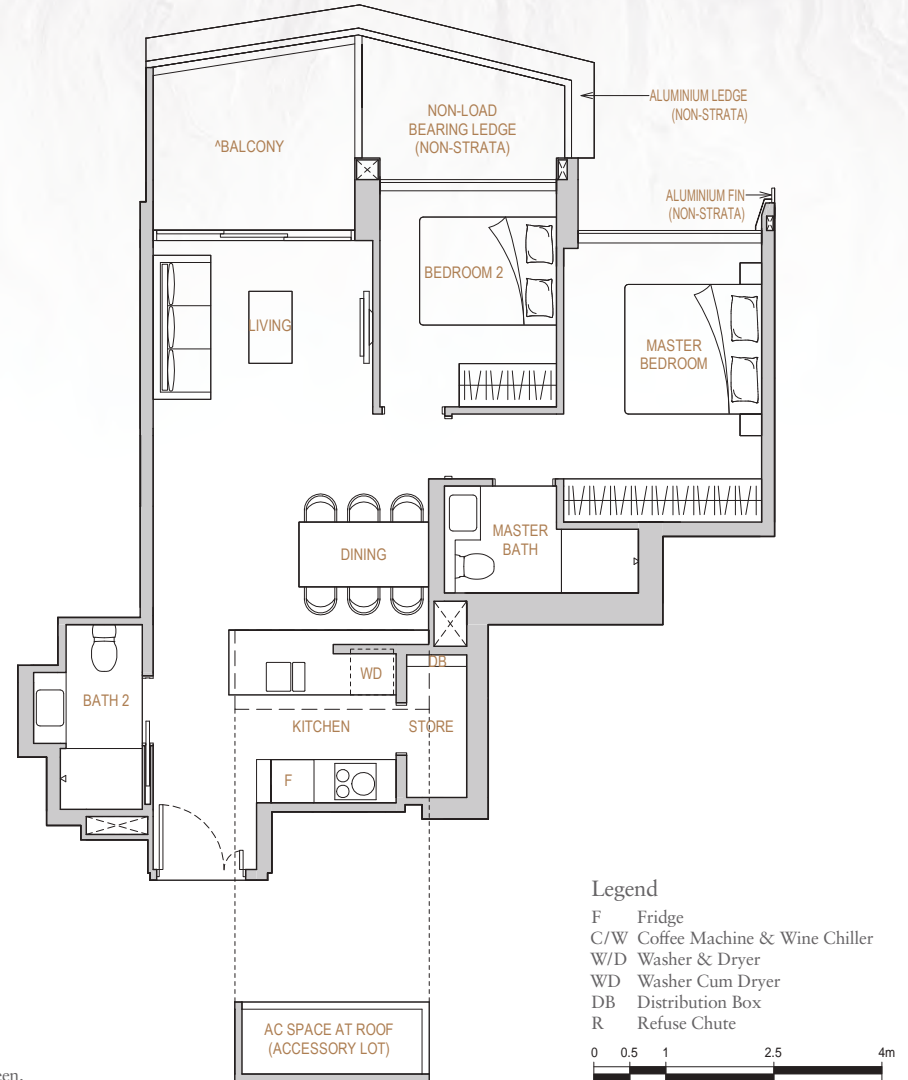 ALUMINIUM LEDGE
(NON-STRATA)
NON-LOAD
BEARING LEDGE
(NON-STRATA)
^BALCONY
ALUMINIUM FIN
(NON-STRATA)
BEDROOM 2
LIVING
MASTER
BEDROOM
MASTER
BATH
DINING
DB
WD
BATH 2
KITCHEN
STORE
F
AC SPACE AT ROOF
(ACCESSORY LOT)
Legend
F Fridge
C/W Coffee Machine & Wine Chiller
W/D Washer & Dryer
WD Washer Cum Dryer
DB Distribution Box
R Refuse Chute
0 0.5 1 2.5 4m
een.